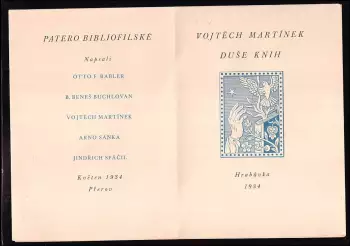 PATERO BIBLIOFILSKÉ
Napsali
OTTO F. BABLER
B. BENEŠ BUCHLOVAN
VOJTĚCH MARTÍNEK
ARNO SÁŇKA
JINDŘICH SPÁČIL
Květen 1934
Přerov
VOJTĚCH MARTÍNEK
DUŠE KNIH
Hrabůvka
1934